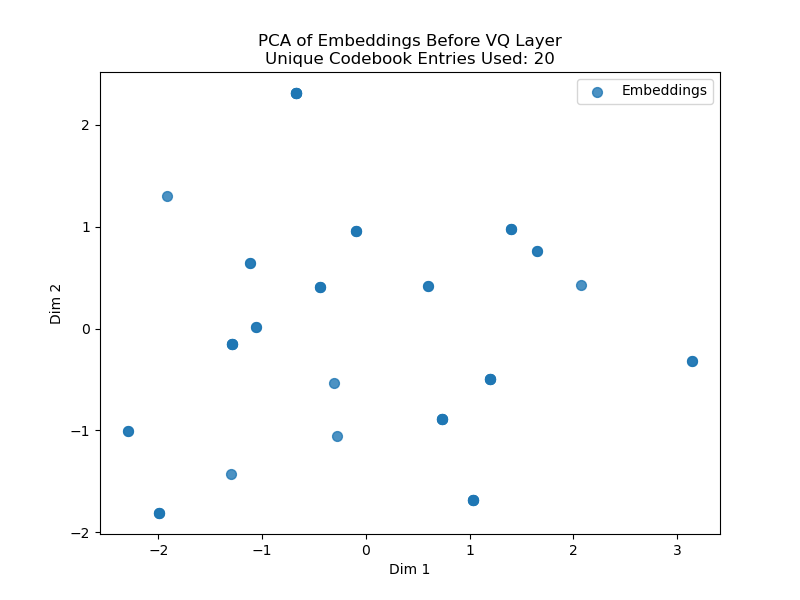 PCA of Embeddings Before VQ Layer
Unique Codebook Entries Used: 20
Embeddings
2
1
0
−1
−2
Dim 2
−2
−1
0
1
2
3
Dim 1